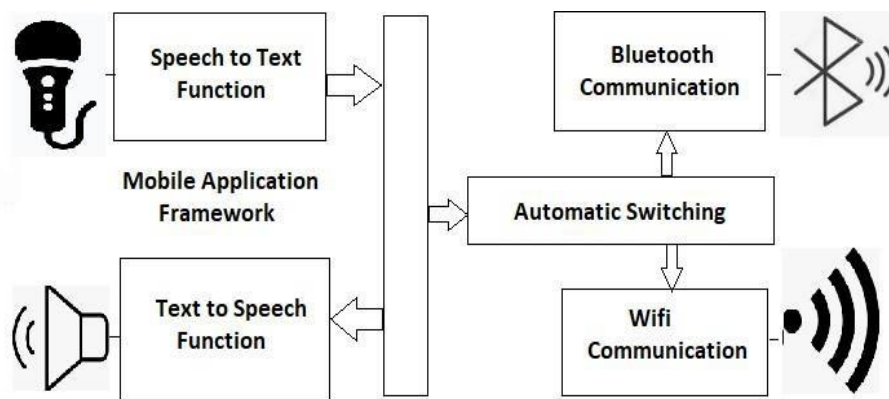 Speech to Text
Function
Bluetooth
Communication
Mobile Application
Framework
Automatic Switching
Text to Speech
Function
Wifi
Communication